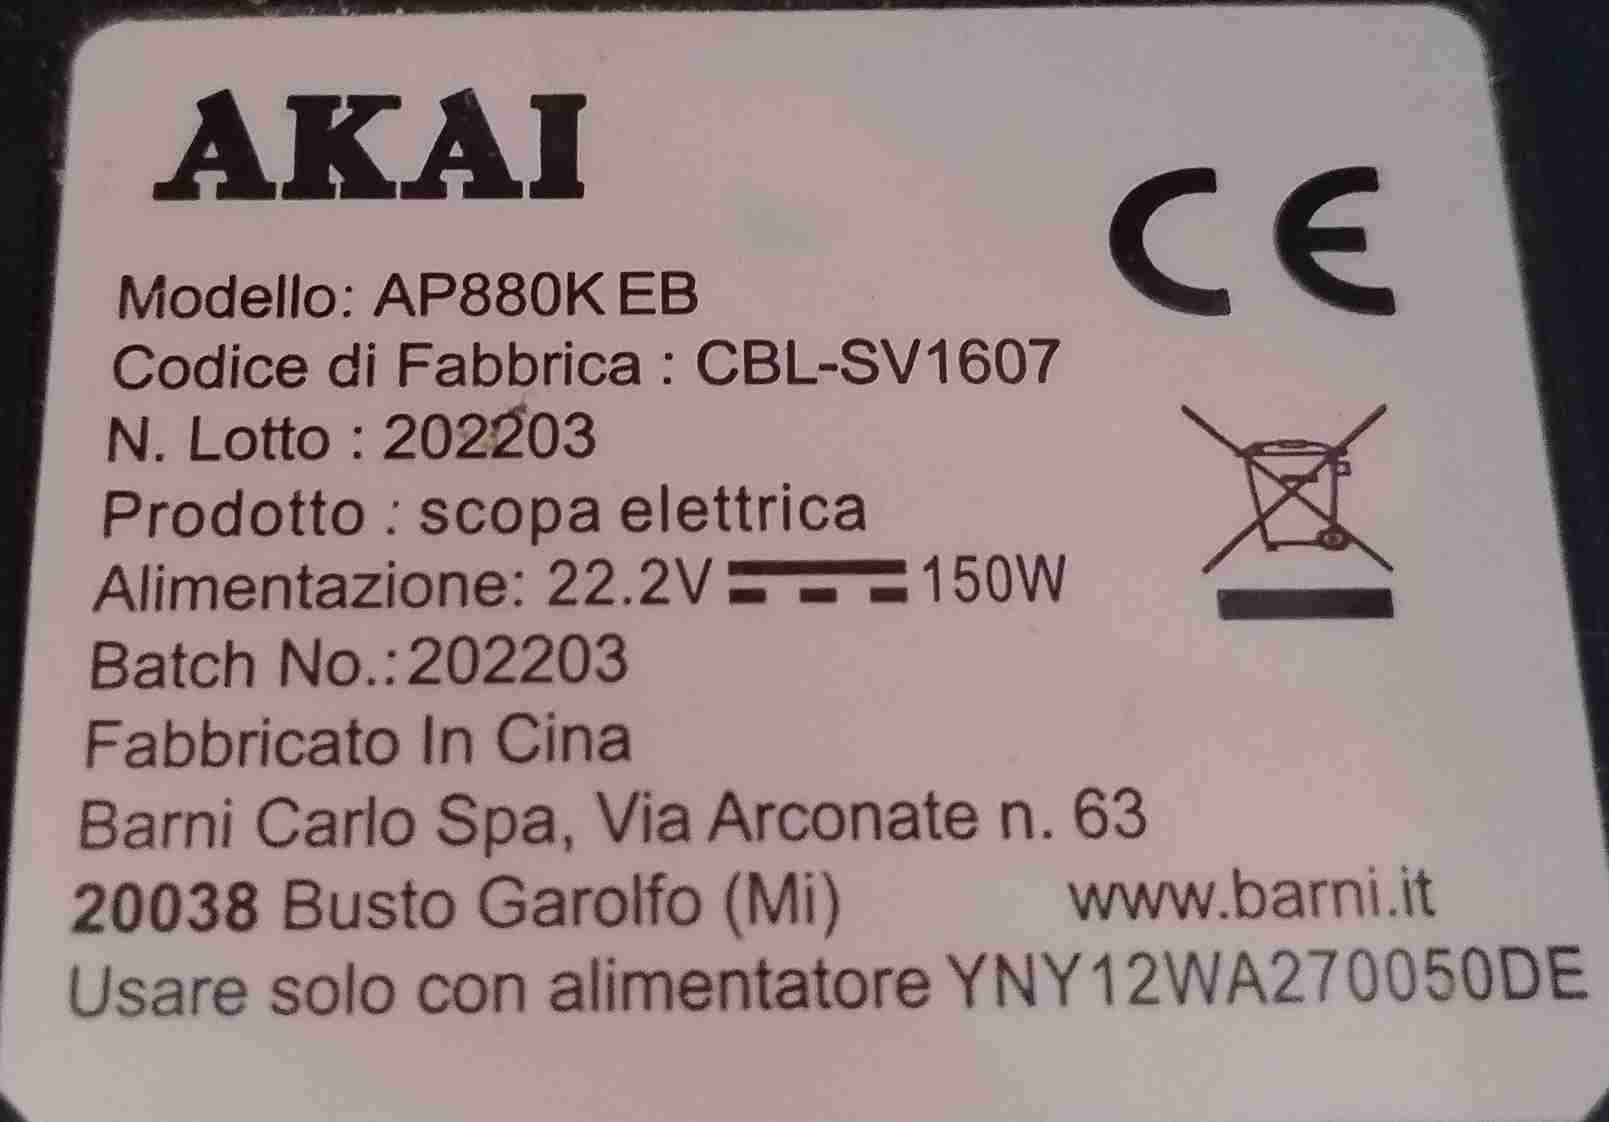 AKAI
CE
Modello: AP880K EB
Codice di Fabbrica : CBL-SV1607
N. Lotto : 202203
Prodotto : scopa elettrica
Alimentazione: 22.2V 150W
Batch No.:202203
Fabbricato In Cina
Barni Carlo Spa, Via Arconate n. 63
20038 Busto Garolfo (Mi) www.barni.it
Usare solo con alimentatore YNY12WA270050DE